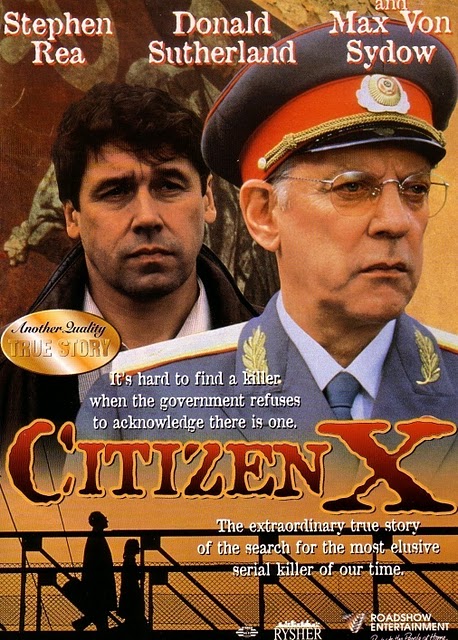 and
Stephen Donald Max Von
Rea Sutherland Sydow
Another Quality
TRUE STORY
It's hard to find a killer
when the government refuses
to acknowledge there is one.
CITIZEN X
The extraordinary true story
of the search for the most elusive
serial killer of our time.
RYSHER
ROADSHOW
ENTERTAINMENT